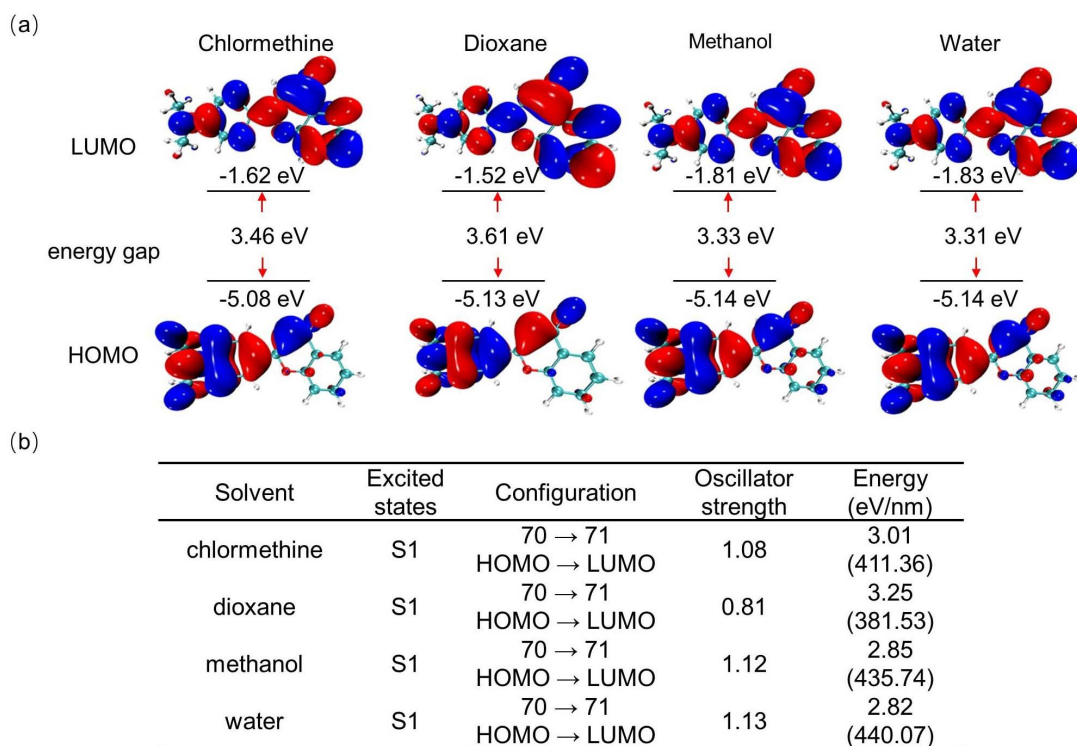 (a)
Chlormethine Dioxane Methanol Water
LUMO
-1.62 eV -1.52 eV -1.81 eV -1.83 eV
energy gap 3.46 eV 3.61 eV 3.33 eV 3.31 eV
-5.08 eV -5.13 eV -5.14 eV -5.14 eV
HOMO
(b)
Solvent Excited states Configuration Oscillator strength Energy (eV/nm)
chlormethine S1 70 → 71 HOMO → LUMO 1.08 3.01 (411.36)
dioxane S1 70 → 71 HOMO → LUMO 0.81 3.25 (381.53)
methanol S1 70 → 71 HOMO → LUMO 1.12 2.85 (435.74)
water S1 70 → 71 HOMO → LUMO 1.13 2.82 (440.07)